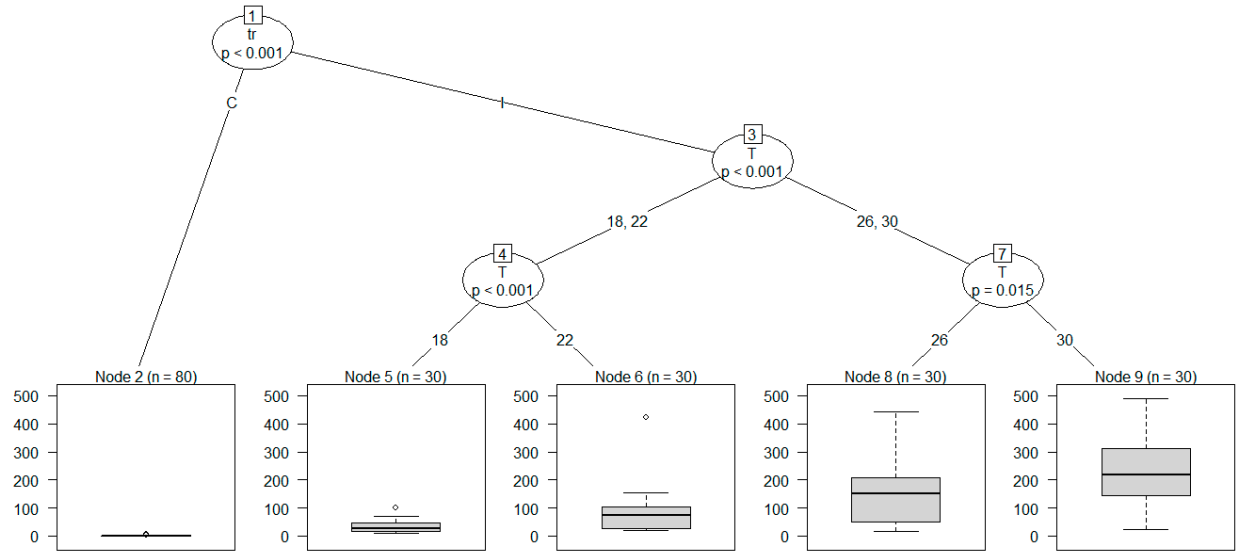 1
tr
p < 0.001
C
I
3
T
p < 0.001
18, 22
26, 30
4
T
p < 0.001
7
T
p = 0.015
18
22
26
30
Node 2 (n = 80)
Node 5 (n = 30)
Node 6 (n = 30)
Node 8 (n = 30)
Node 9 (n = 30)
500
400
300
200
100
0
500
400
300
200
100
0
500
400
300
200
100
0
500
400
300
200
100
0
500
400
300
200
100
0